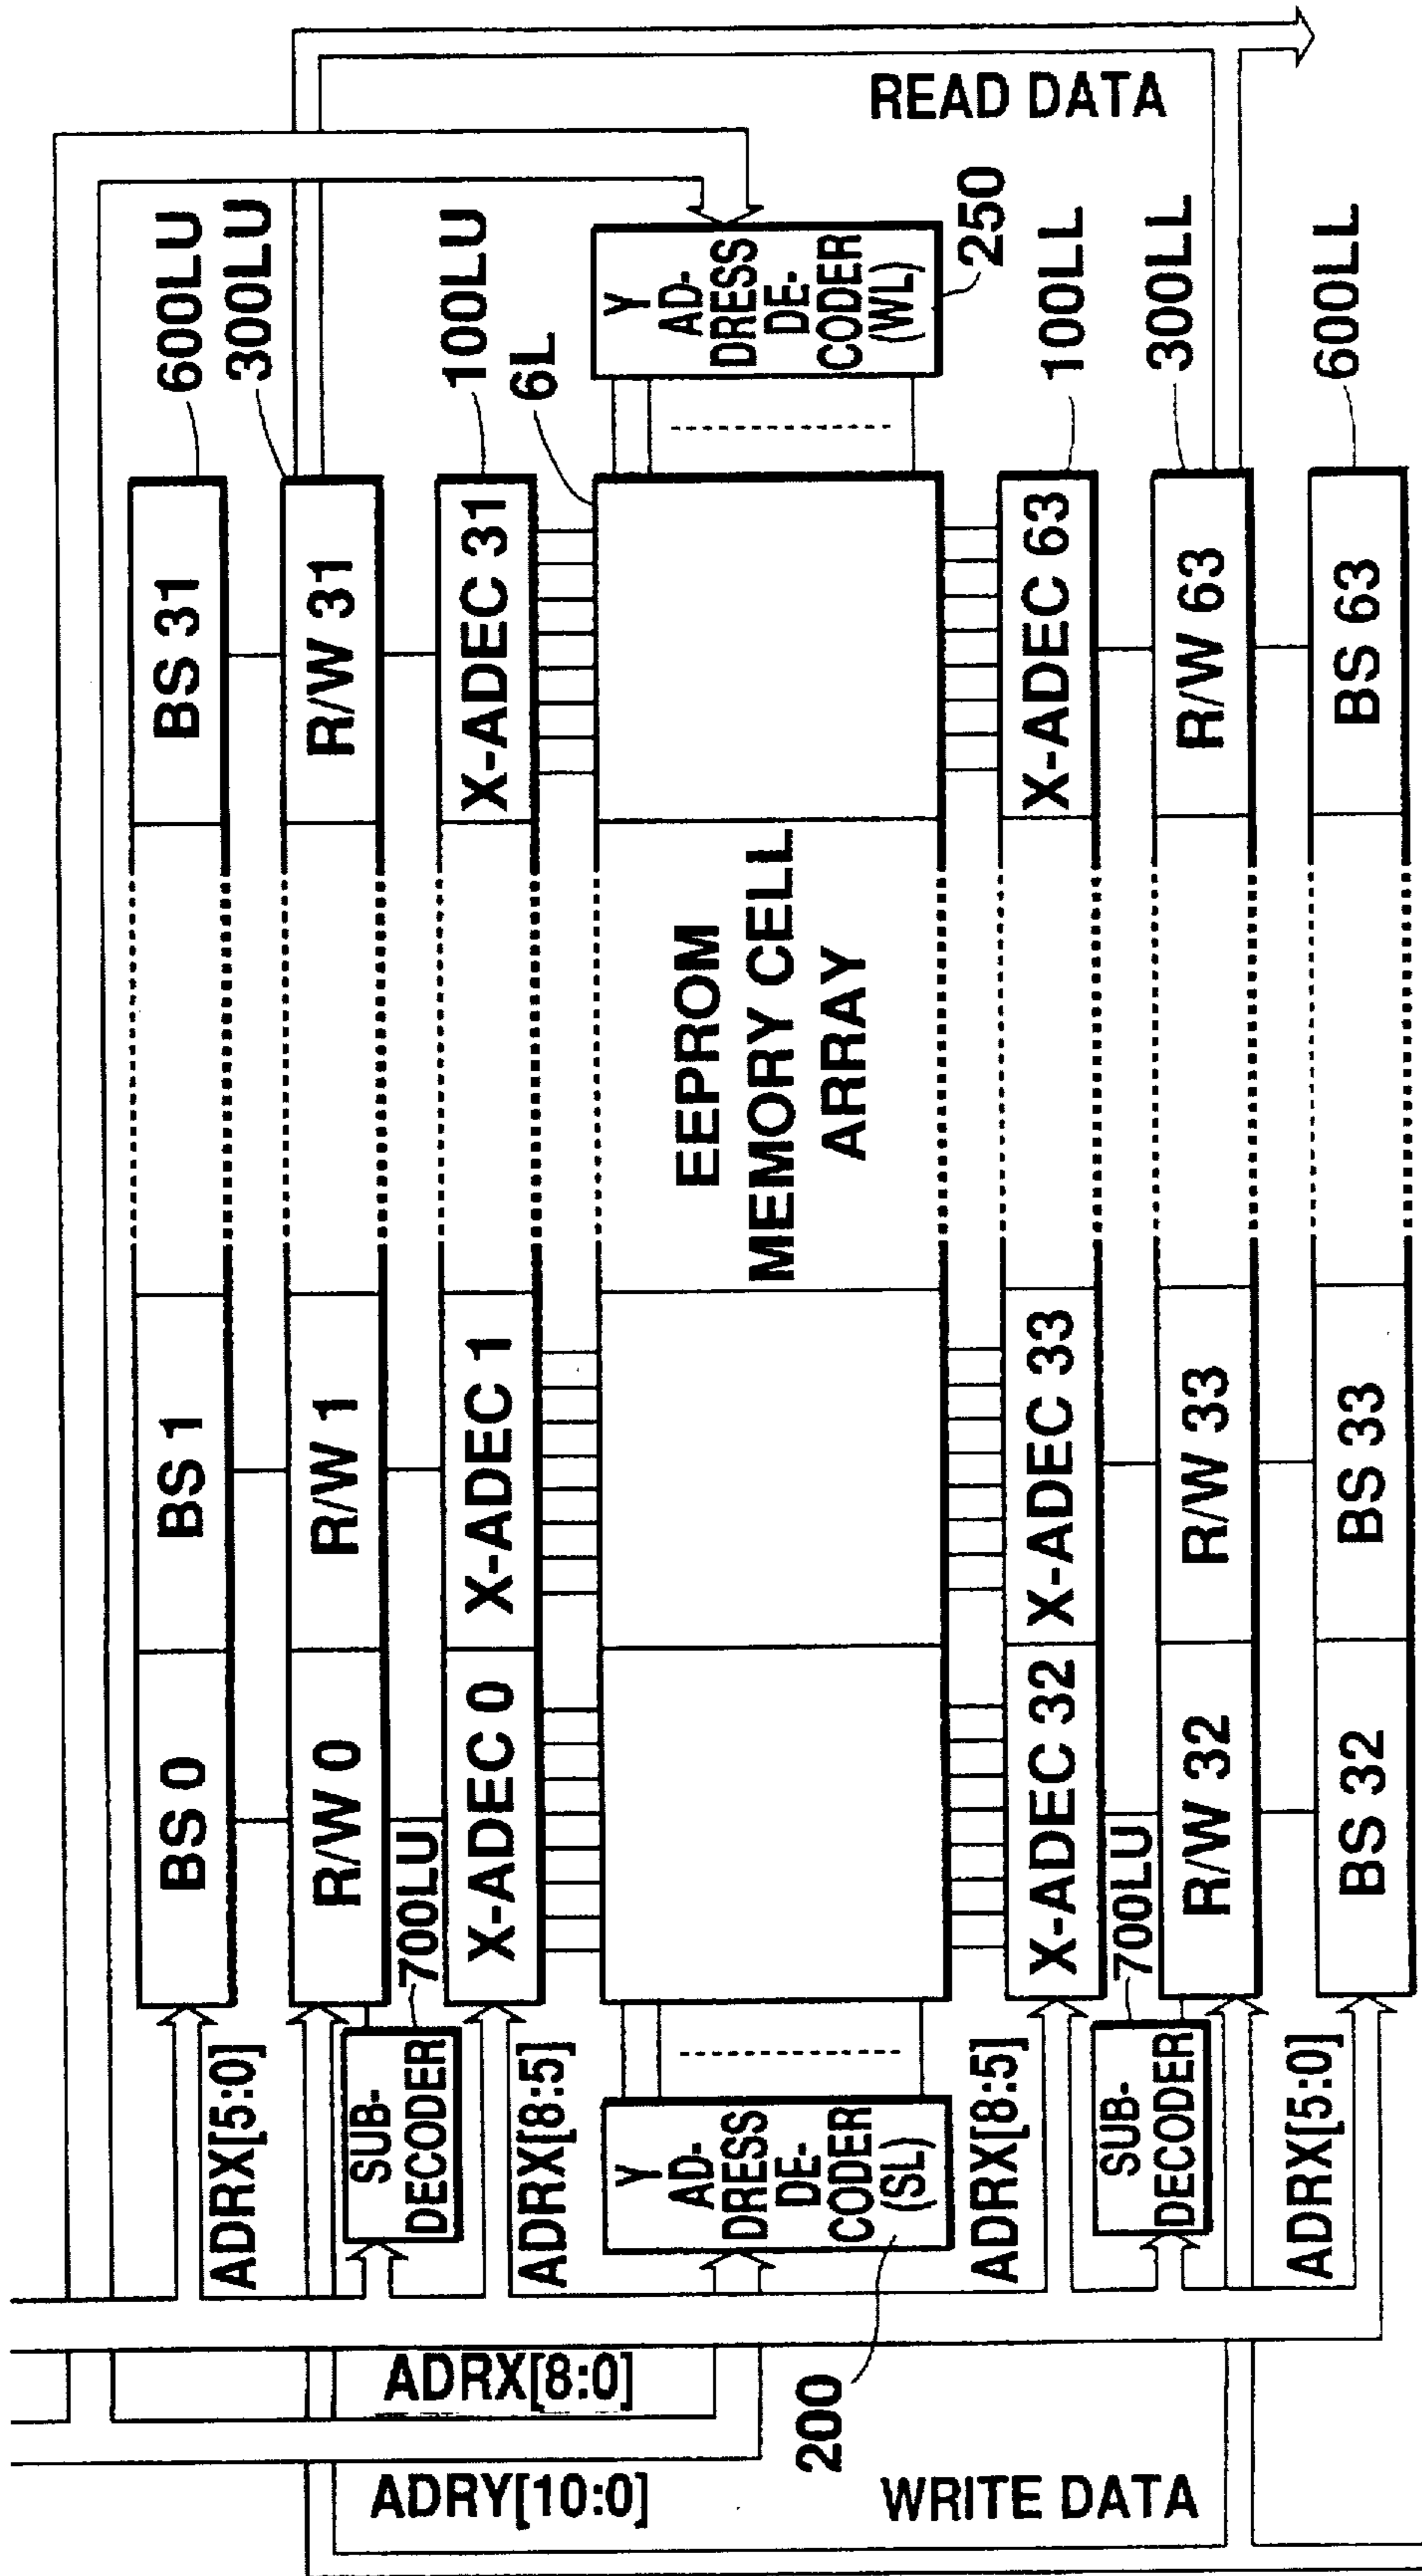 600LU
BS 0
BS 1
BS 31
ADRX[5:0]
300LU
R/W 0
R/W 1
R/W 31
SUB-
DECODER
700LU
100LU
X-ADEC 0
X-ADEC 1
X-ADEC 31
ADRX[8:5]
6L
Y
AD-
DRESS
DE-
CODER
(SL)
200
EEPROM
MEMORY CELL
ARRAY
Y
AD-
DRESS
DE-
CODER
(WL)
250
READ DATA
ADRX[8:0]
ADRY[10:0]
WRITE DATA
ADRX[8:5]
X-ADEC 32
X-ADEC 33
X-ADEC 63
100LL
SUB-
DECODER
700LU
R/W 32
R/W 33
R/W 63
300LL
ADRX[5:0]
BS 32
BS 33
BS 63
600LL